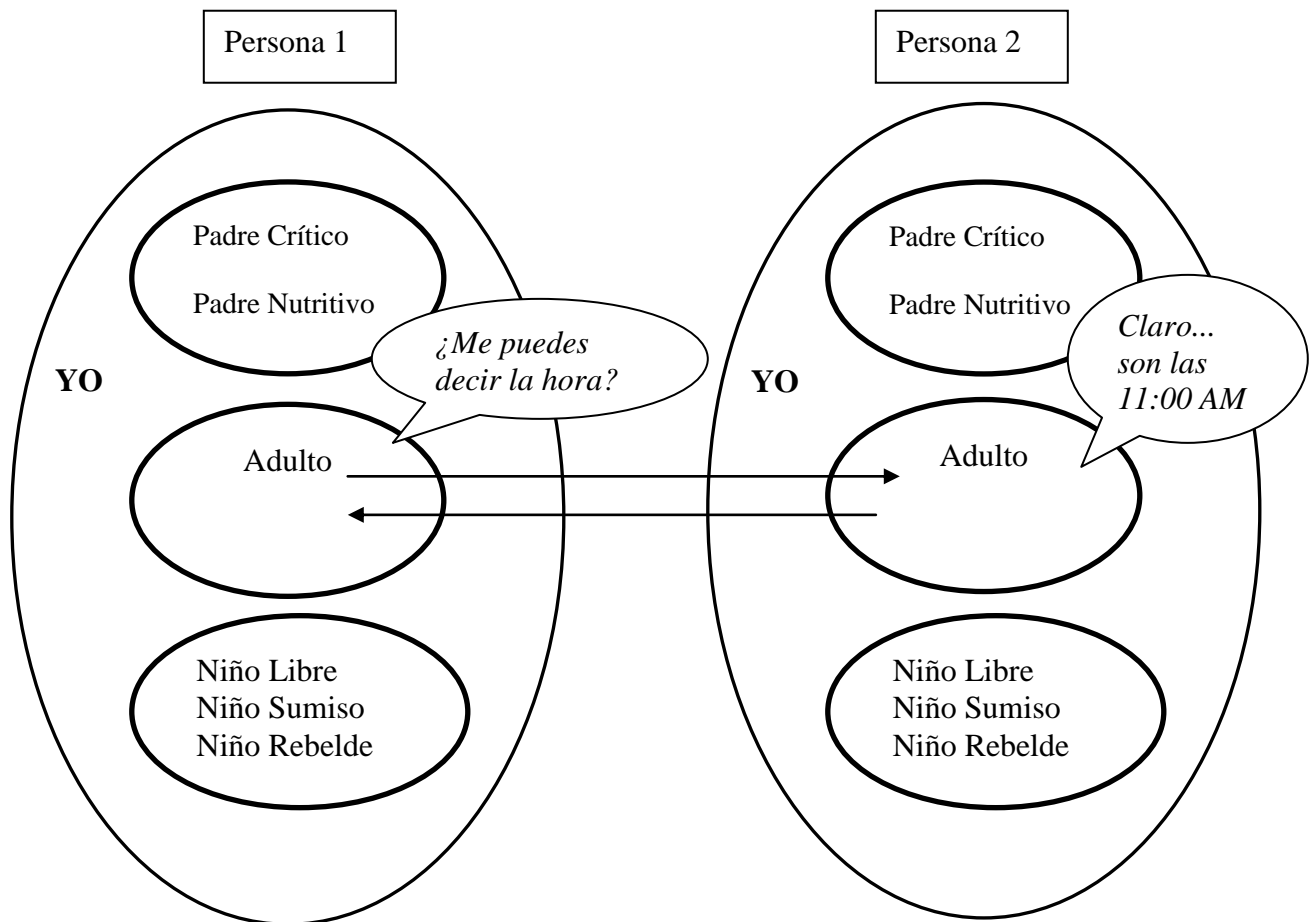 Persona 1
Persona 2
Padre Crítico
Padre Nutritivo
YO
¿Me puedes
decir la hora?
Adulto
Niño Libre
Niño Sumiso
Niño Rebelde
Padre Crítico
Padre Nutritivo
YO
Claro...
son las
11:00 AM
Adulto
Niño Libre
Niño Sumiso
Niño Rebelde